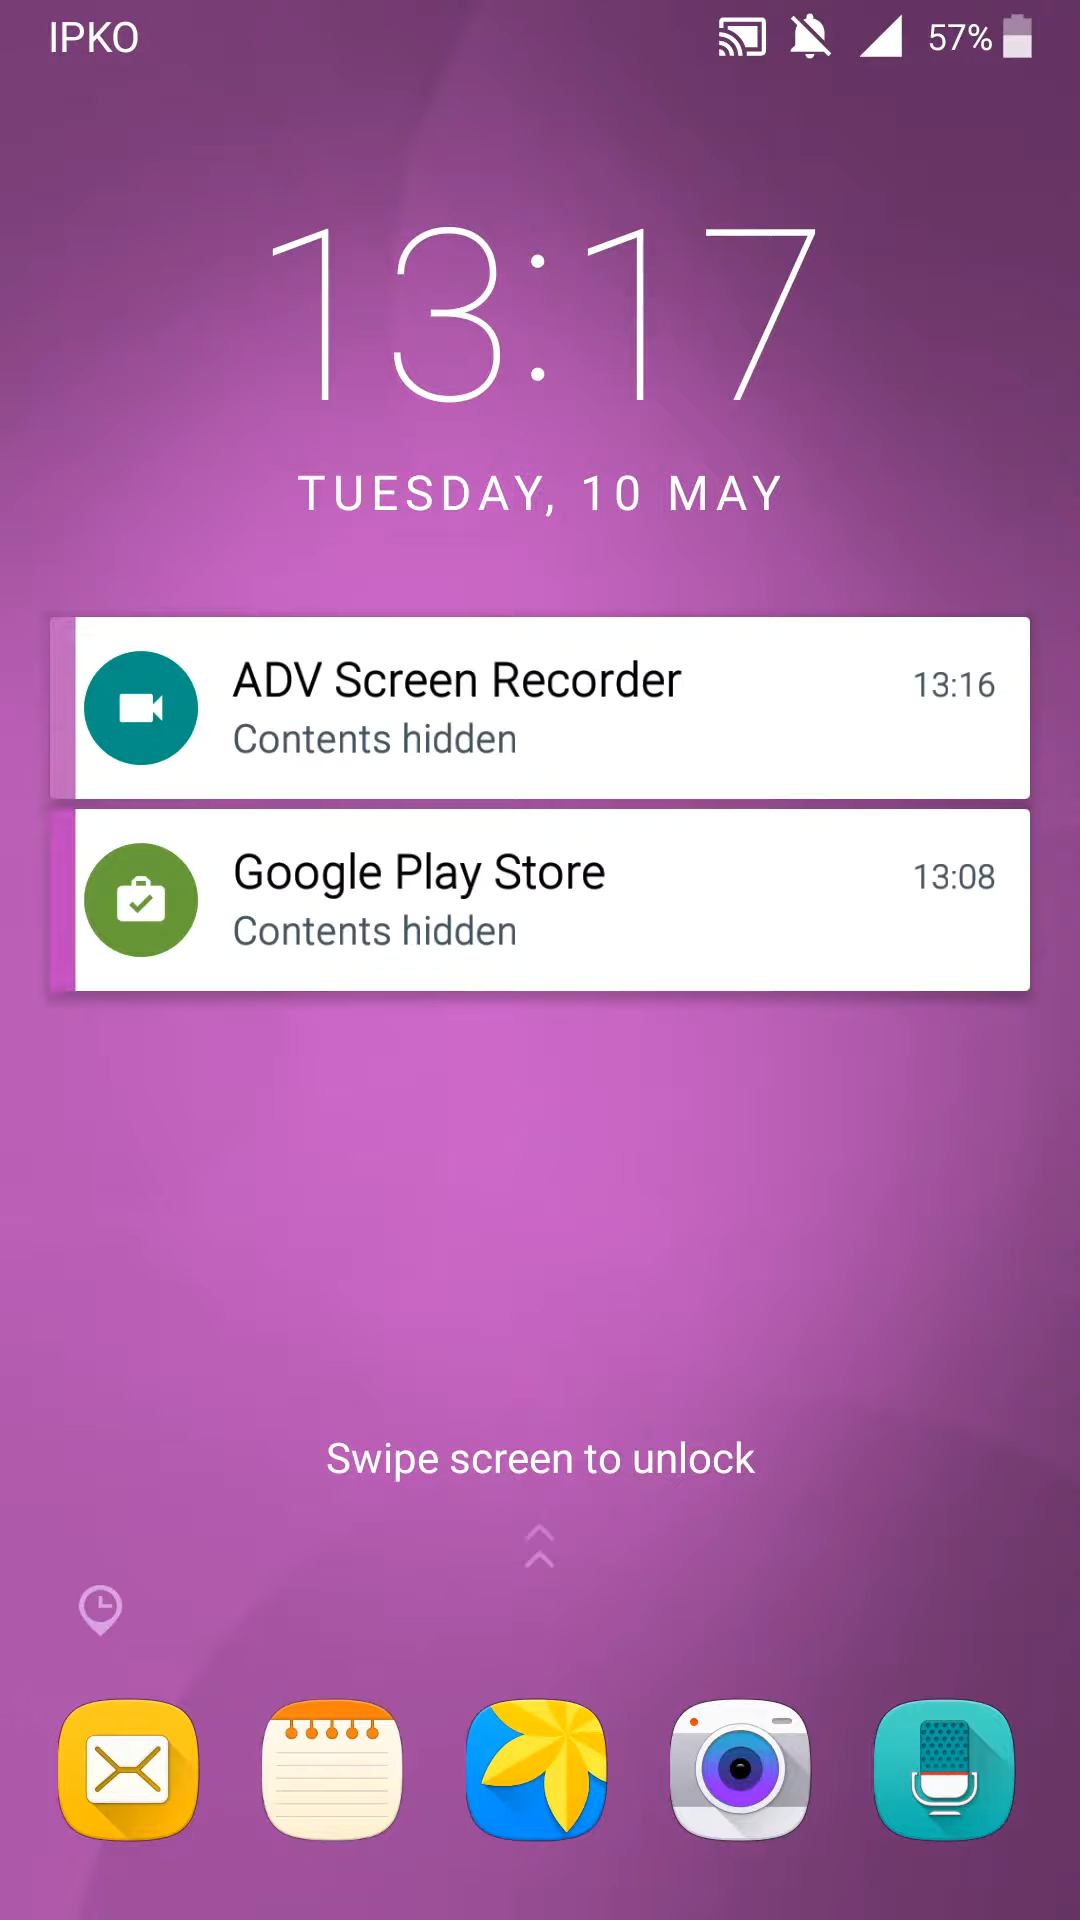 IPKO
57%
13:17
TUESDAY, 10 MAY
ADV Screen Recorder
13:16
Contents hidden
Google Play Store
13:08
Contents hidden
Swipe screen to unlock